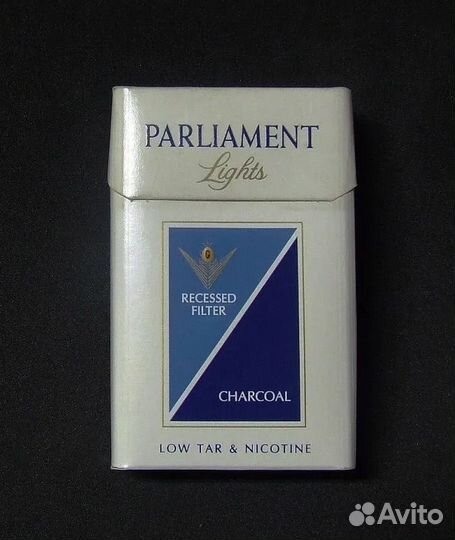 PARLIAMENT
Lights
RECESSED
FILTER
CHARCOAL
LOW TAR & NICOTINE
Avito